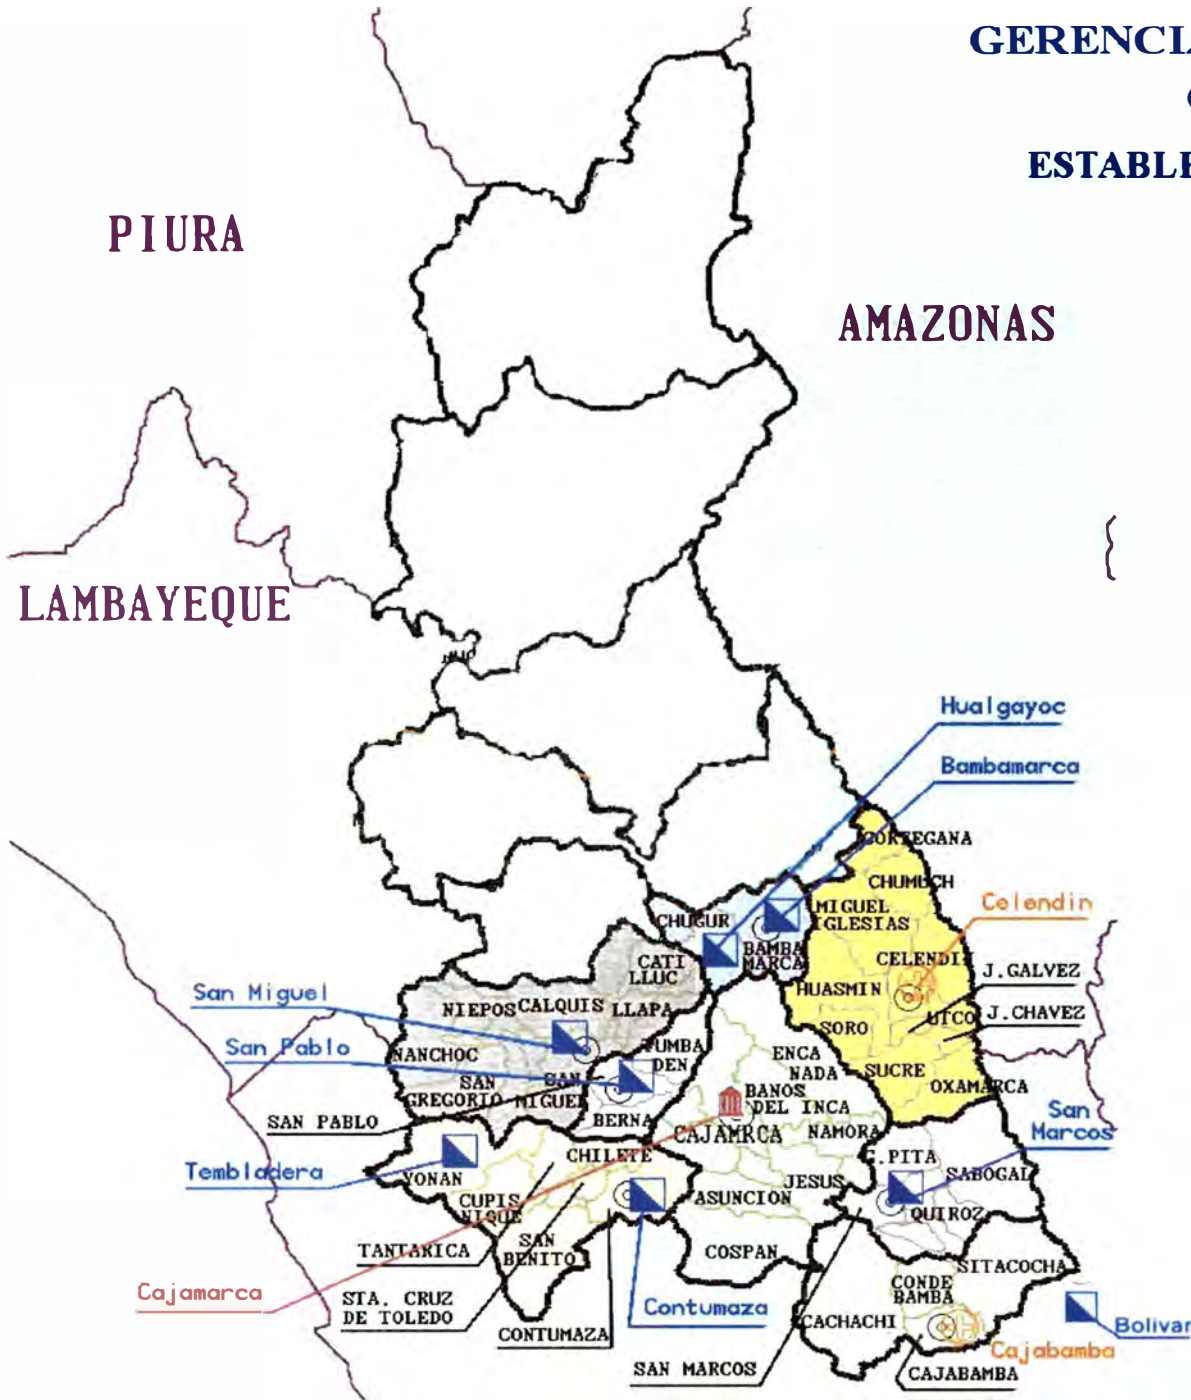 GERENCIA
ESTABLE
PIURA
AMAZONAS
LAMBAYEQUE
Hualgayoc
Bambamarca
CORTEGANA
CHUMUCH
Celendin
MIGUEL
IGLESIAS
CHUGUR
BAMBA
MARCA
CELENDIN
CATI
LLUC
J.GALVEZ
HUASMIN
San Miguel
NIEPOS
CALQUIS
LLAPA
UTCO
J.CHAVEZ
SORO
San Pablo
TUMBA
DEN
NANCHOC
ENCA
NADA
SUCRE
OXAMARCA
SAN
GREGORIO
SAN
MIGUEL
BANOS
DEL INCA
San
Marcos
SAN PABLO
BERNA
CAJAMRCA
NAMORA
CHILETE
G.PITA
SABOGAL
Tembladera
YONAN
JESUS
CUPIS
NIQUE
ASUNCION
QUIROZ
TANTARICA
SAN
BENITO
COSPAN
SITACOCHA
CONDE
BAMBA
Cajamarca
STA. CRUZ
DE TOLEDO
Contumaza
CONTUMAZA
CACHACHI
Bolivar
Cajabamba
SAN MARCOS
CAJABAMBA